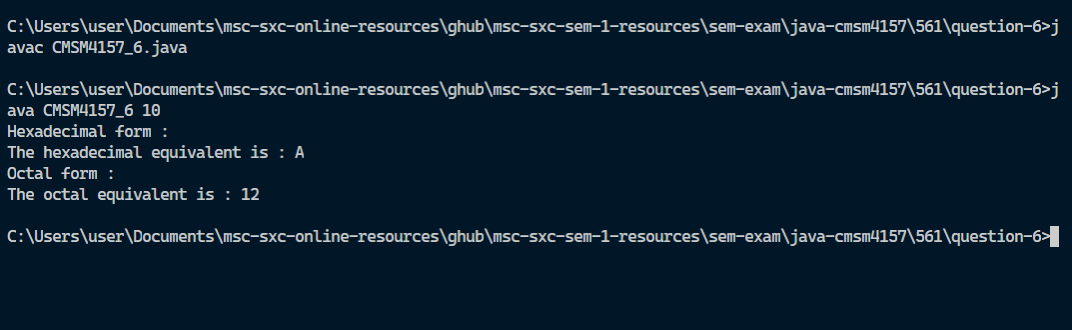 C:\Users\user\Documents\msc-sxc-online-resources\ghub\msc-sxc-sem-1-resources\sem-exam\java-cmsm4157\561\question-6>j
avac CMSM4157_6.java
C:\Users\user\Documents\msc-sxc-online-resources\ghub\msc-sxc-sem-1-resources\sem-exam\java-cmsm4157\561\question-6>j
ava CMSM4157_6 10
Hexadecimal form :
The hexadecimal equivalent is : A
Octal form :
The octal equivalent is : 12
C:\Users\user\Documents\msc-sxc-online-resources\ghub\msc-sxc-sem-1-resources\sem-exam\java-cmsm4157\561\question-6>